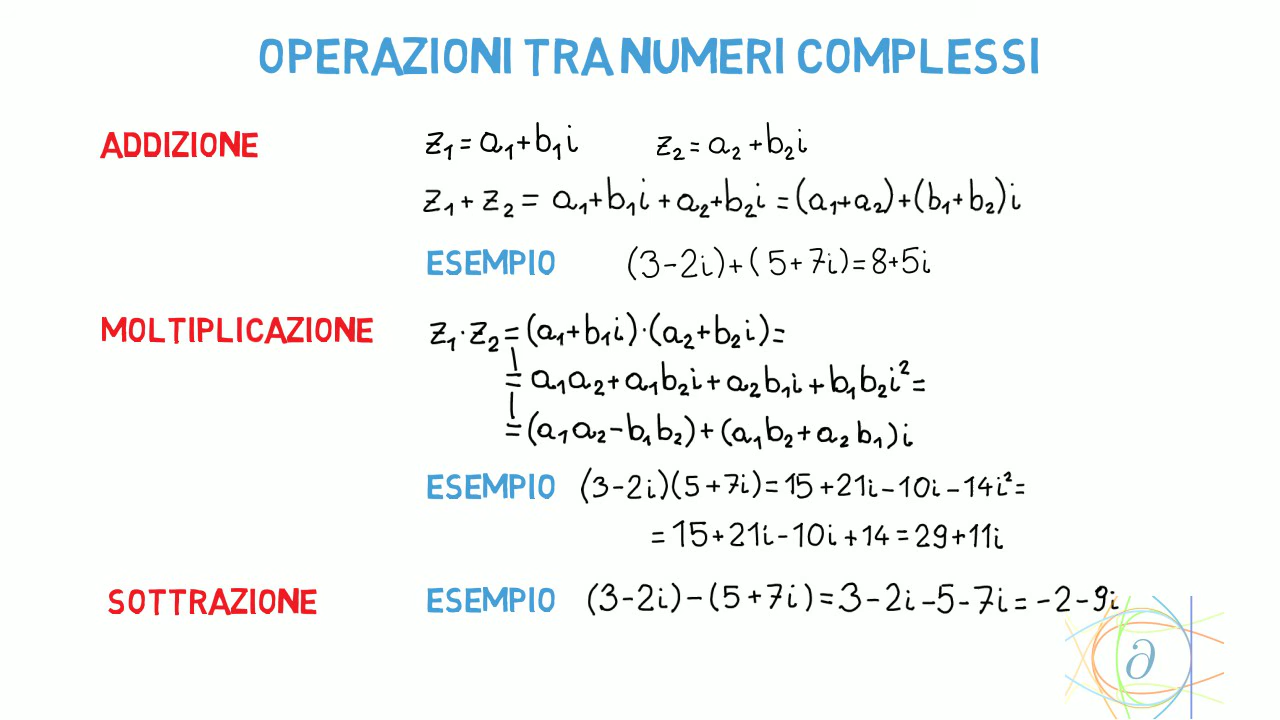 OPERAZIONI TRA NUMERI COMPLESSI
ADDIZIONE z₁ = a₁+b₁i z₂ = a₂+b₂i
z₁ + z₂ = a₁+b₁i + a₂+b₂i = (a₁+a₂)+(b₁+b₂)i
ESEMPIO (3-2i)+(5+7i)=8+5i
MOLTIPLICAZIONE z₁·z₂ = (a₁+b₁i)·(a₂+b₂i)=
= a₁a₂+a₁b₂i+a₂b₁i+b₁b₂i²=
=(a₁a₂-b₁b₂)+(a₁b₂+a₂b₁)i
ESEMPIO (3-2i)(5+7i)=15+21i-10i-14i²=
=15+21i-10i+14=29+11i
SOTTRAZIONE ESEMPIO (3-2i)-(5+7i)=3-2i-5-7i=-2-9i
∂